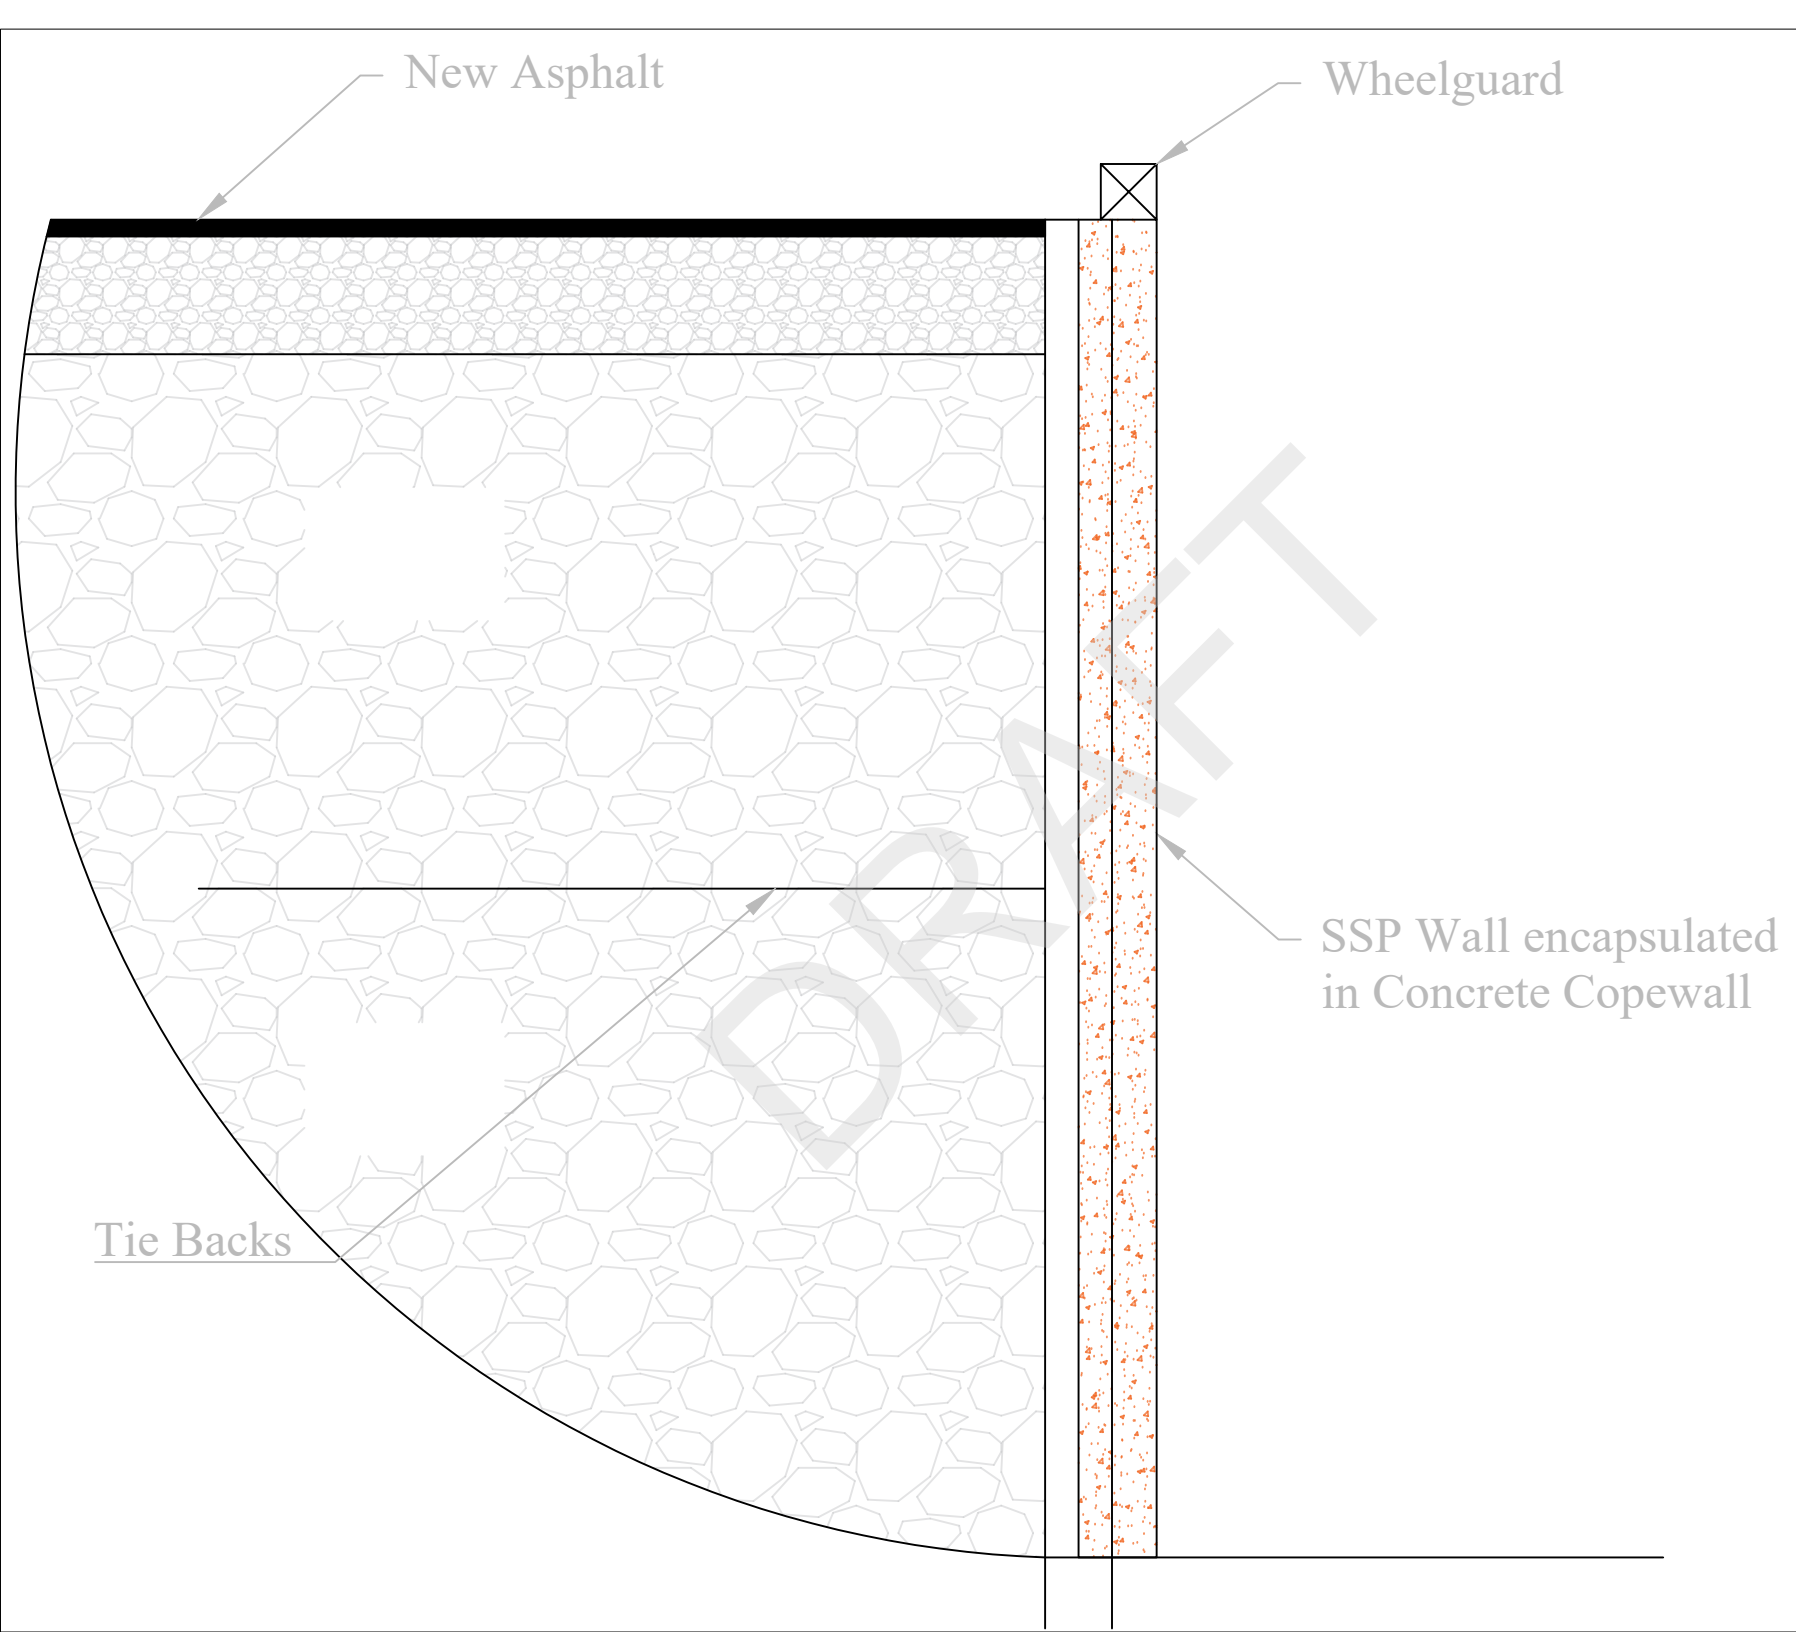 New Asphalt
Wheelguard
DRAFT
SSP Wall encapsulated
in Concrete Copewall
Tie Backs